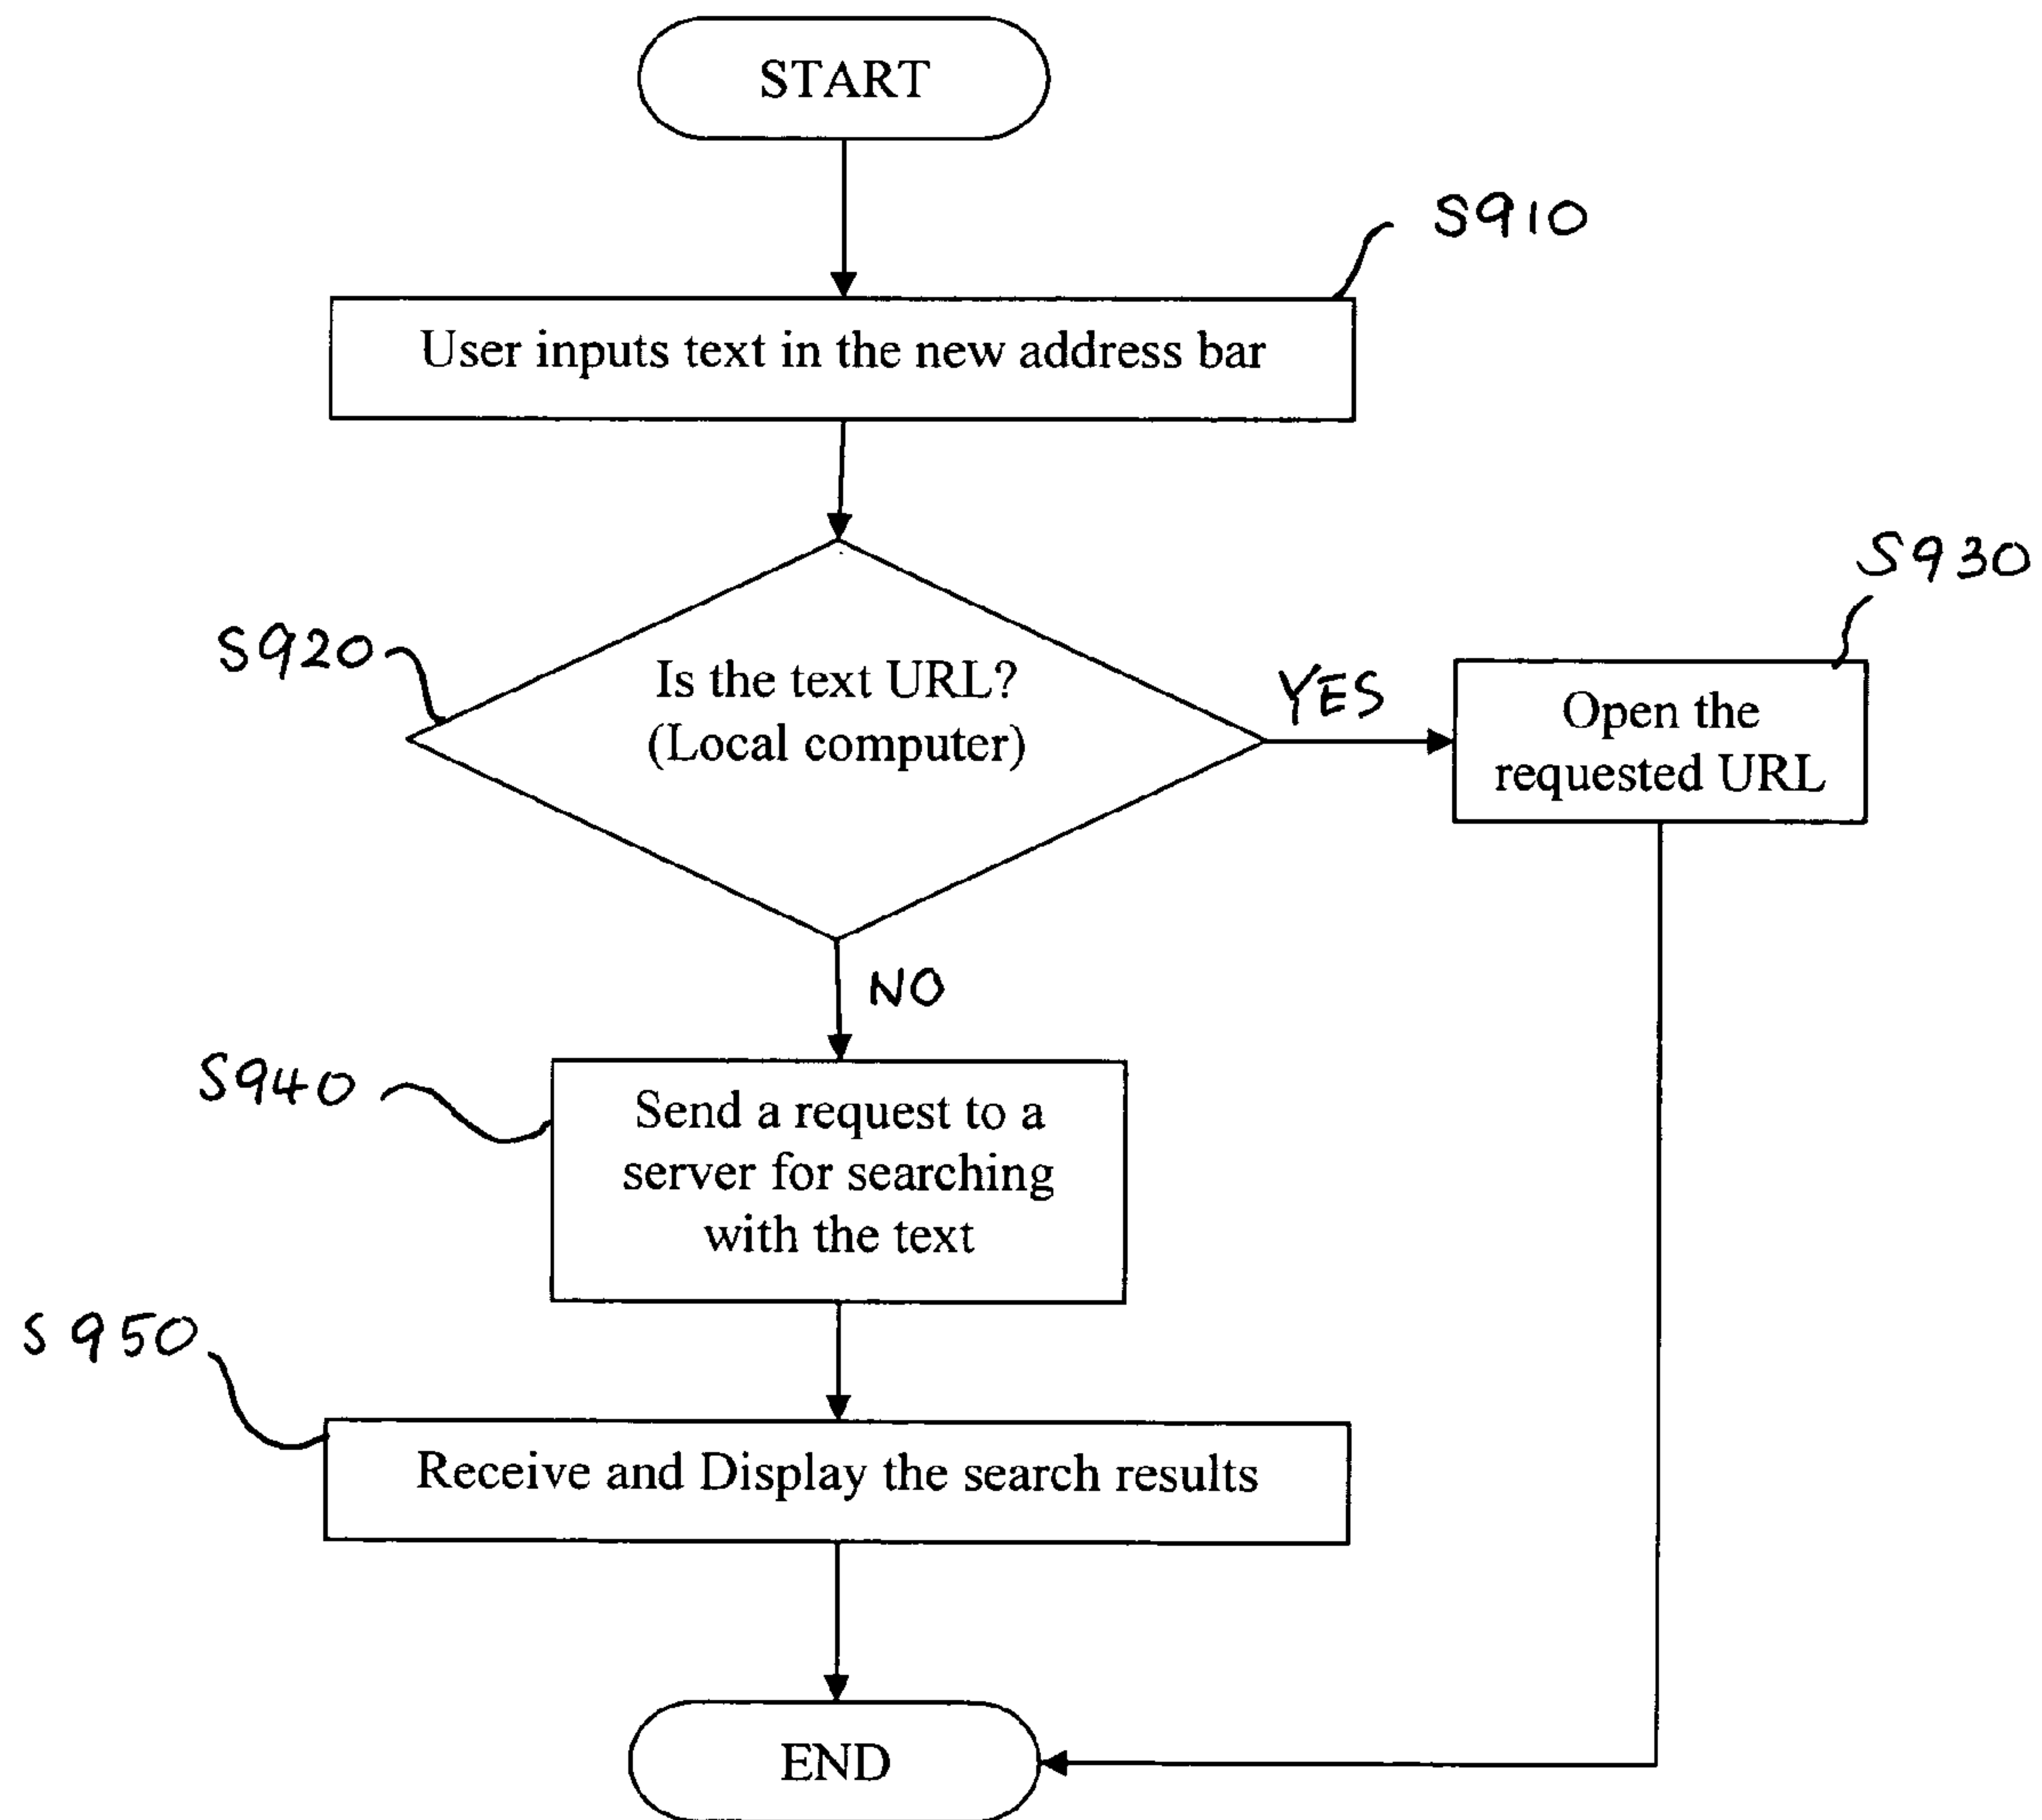 START
S910
User inputs text in the new address bar
S930
S920
Is the text URL?
(Local computer)
YES
Open the
requested URL
NO
S940
Send a request to a
server for searching
with the text
S950
Receive and Display the search results
END